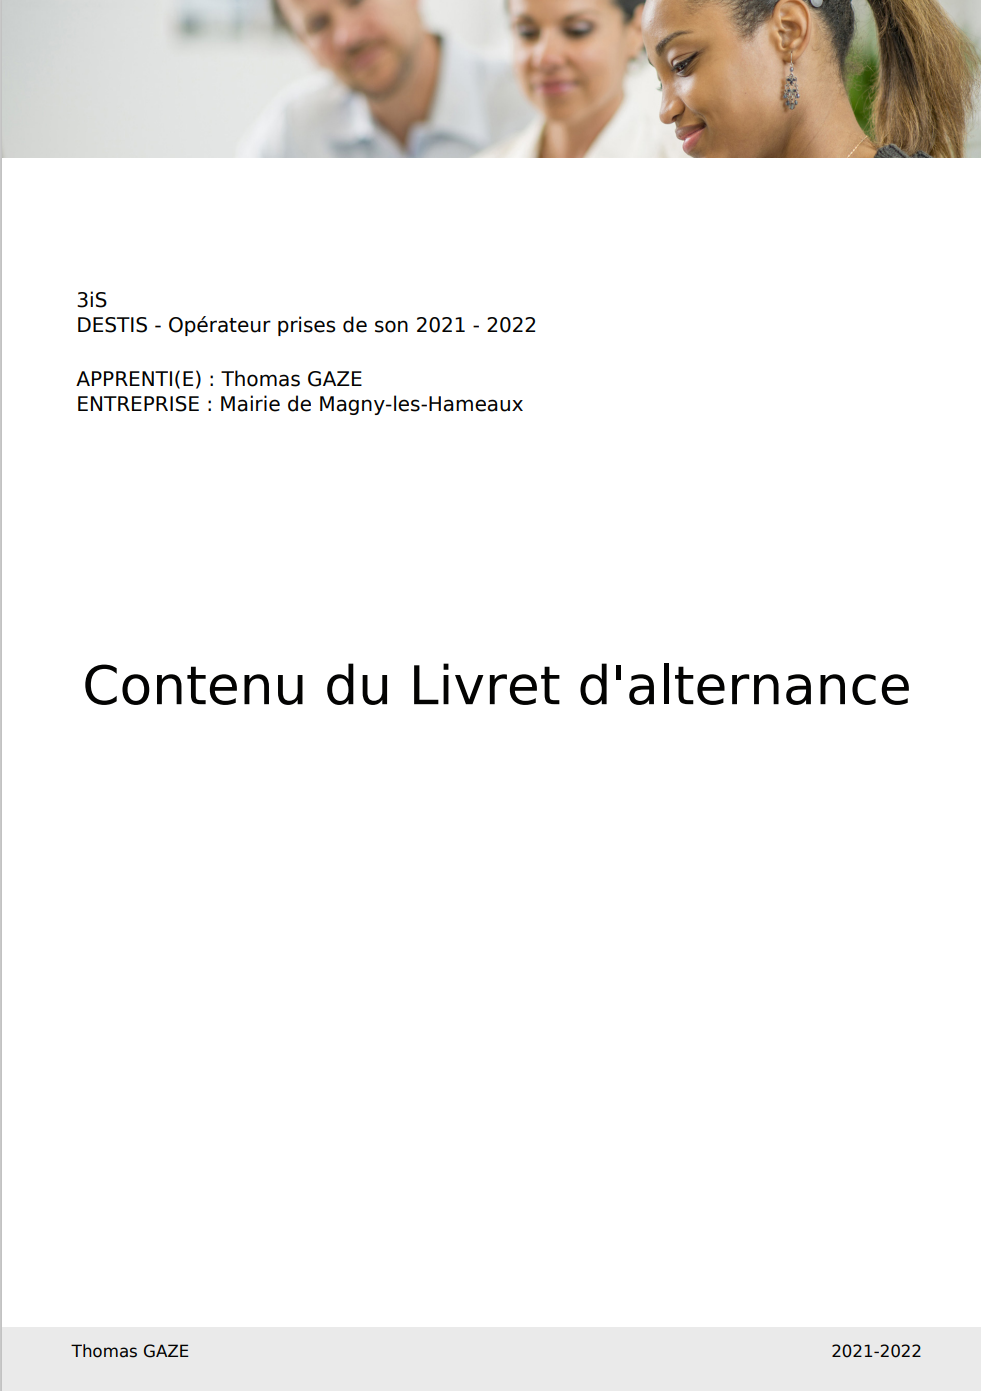 3iS
DESTIS - Opérateur prises de son 2021 - 2022
APPRENTI(E) : Thomas GAZE
ENTREPRISE : Mairie de Magny-les-Hameaux
Contenu du Livret d'alternance
Thomas GAZE
2021-2022